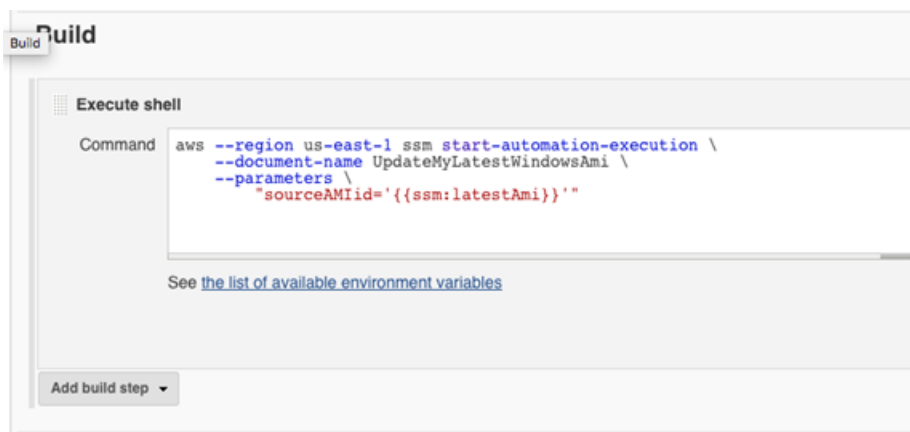 Build
Build
Execute shell
Command
aws --region us-east-1 ssm start-automation-execution \
--document-name UpdateMyLatestWindowsAmi \
--parameters \
"sourceAMIid='{{ssm:latestAmi}}'"
See the list of available environment variables
Add build step